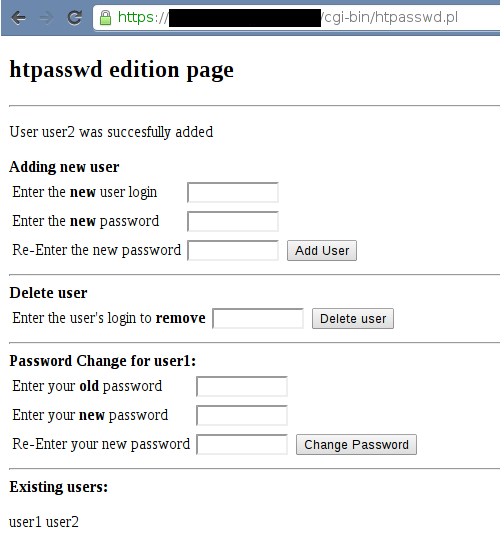 https:// /cgi-bin/htpasswd.pl
htpasswd edition page
User user2 was succesfully added
Adding new user
Enter the new user login
Enter the new password
Re-Enter the new password Add User
Delete user
Enter the user's login to remove Delete user
Password Change for user1:
Enter your old password
Enter your new password
Re-Enter your new password Change Password
Existing users:
user1 user2